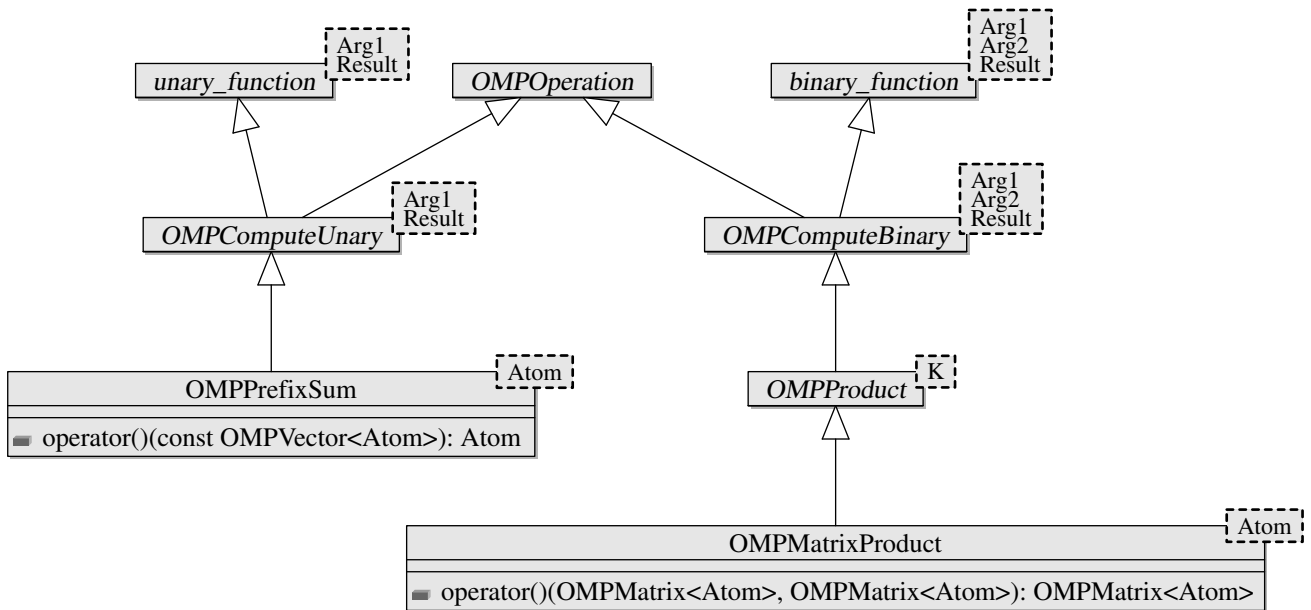 Arg1
Result
unary_function
OMPOperation
Arg1
Arg2
Result
binary_function
Arg1
Result
OMPComputeUnary
Arg1
Arg2
Result
OMPComputeBinary
Atom
OMPPrefixSum
operator()(const OMPVector<Atom>): Atom
K
OMPProduct
Atom
OMPMatrixProduct
operator()(OMPMatrix<Atom>, OMPMatrix<Atom>): OMPMatrix<Atom>